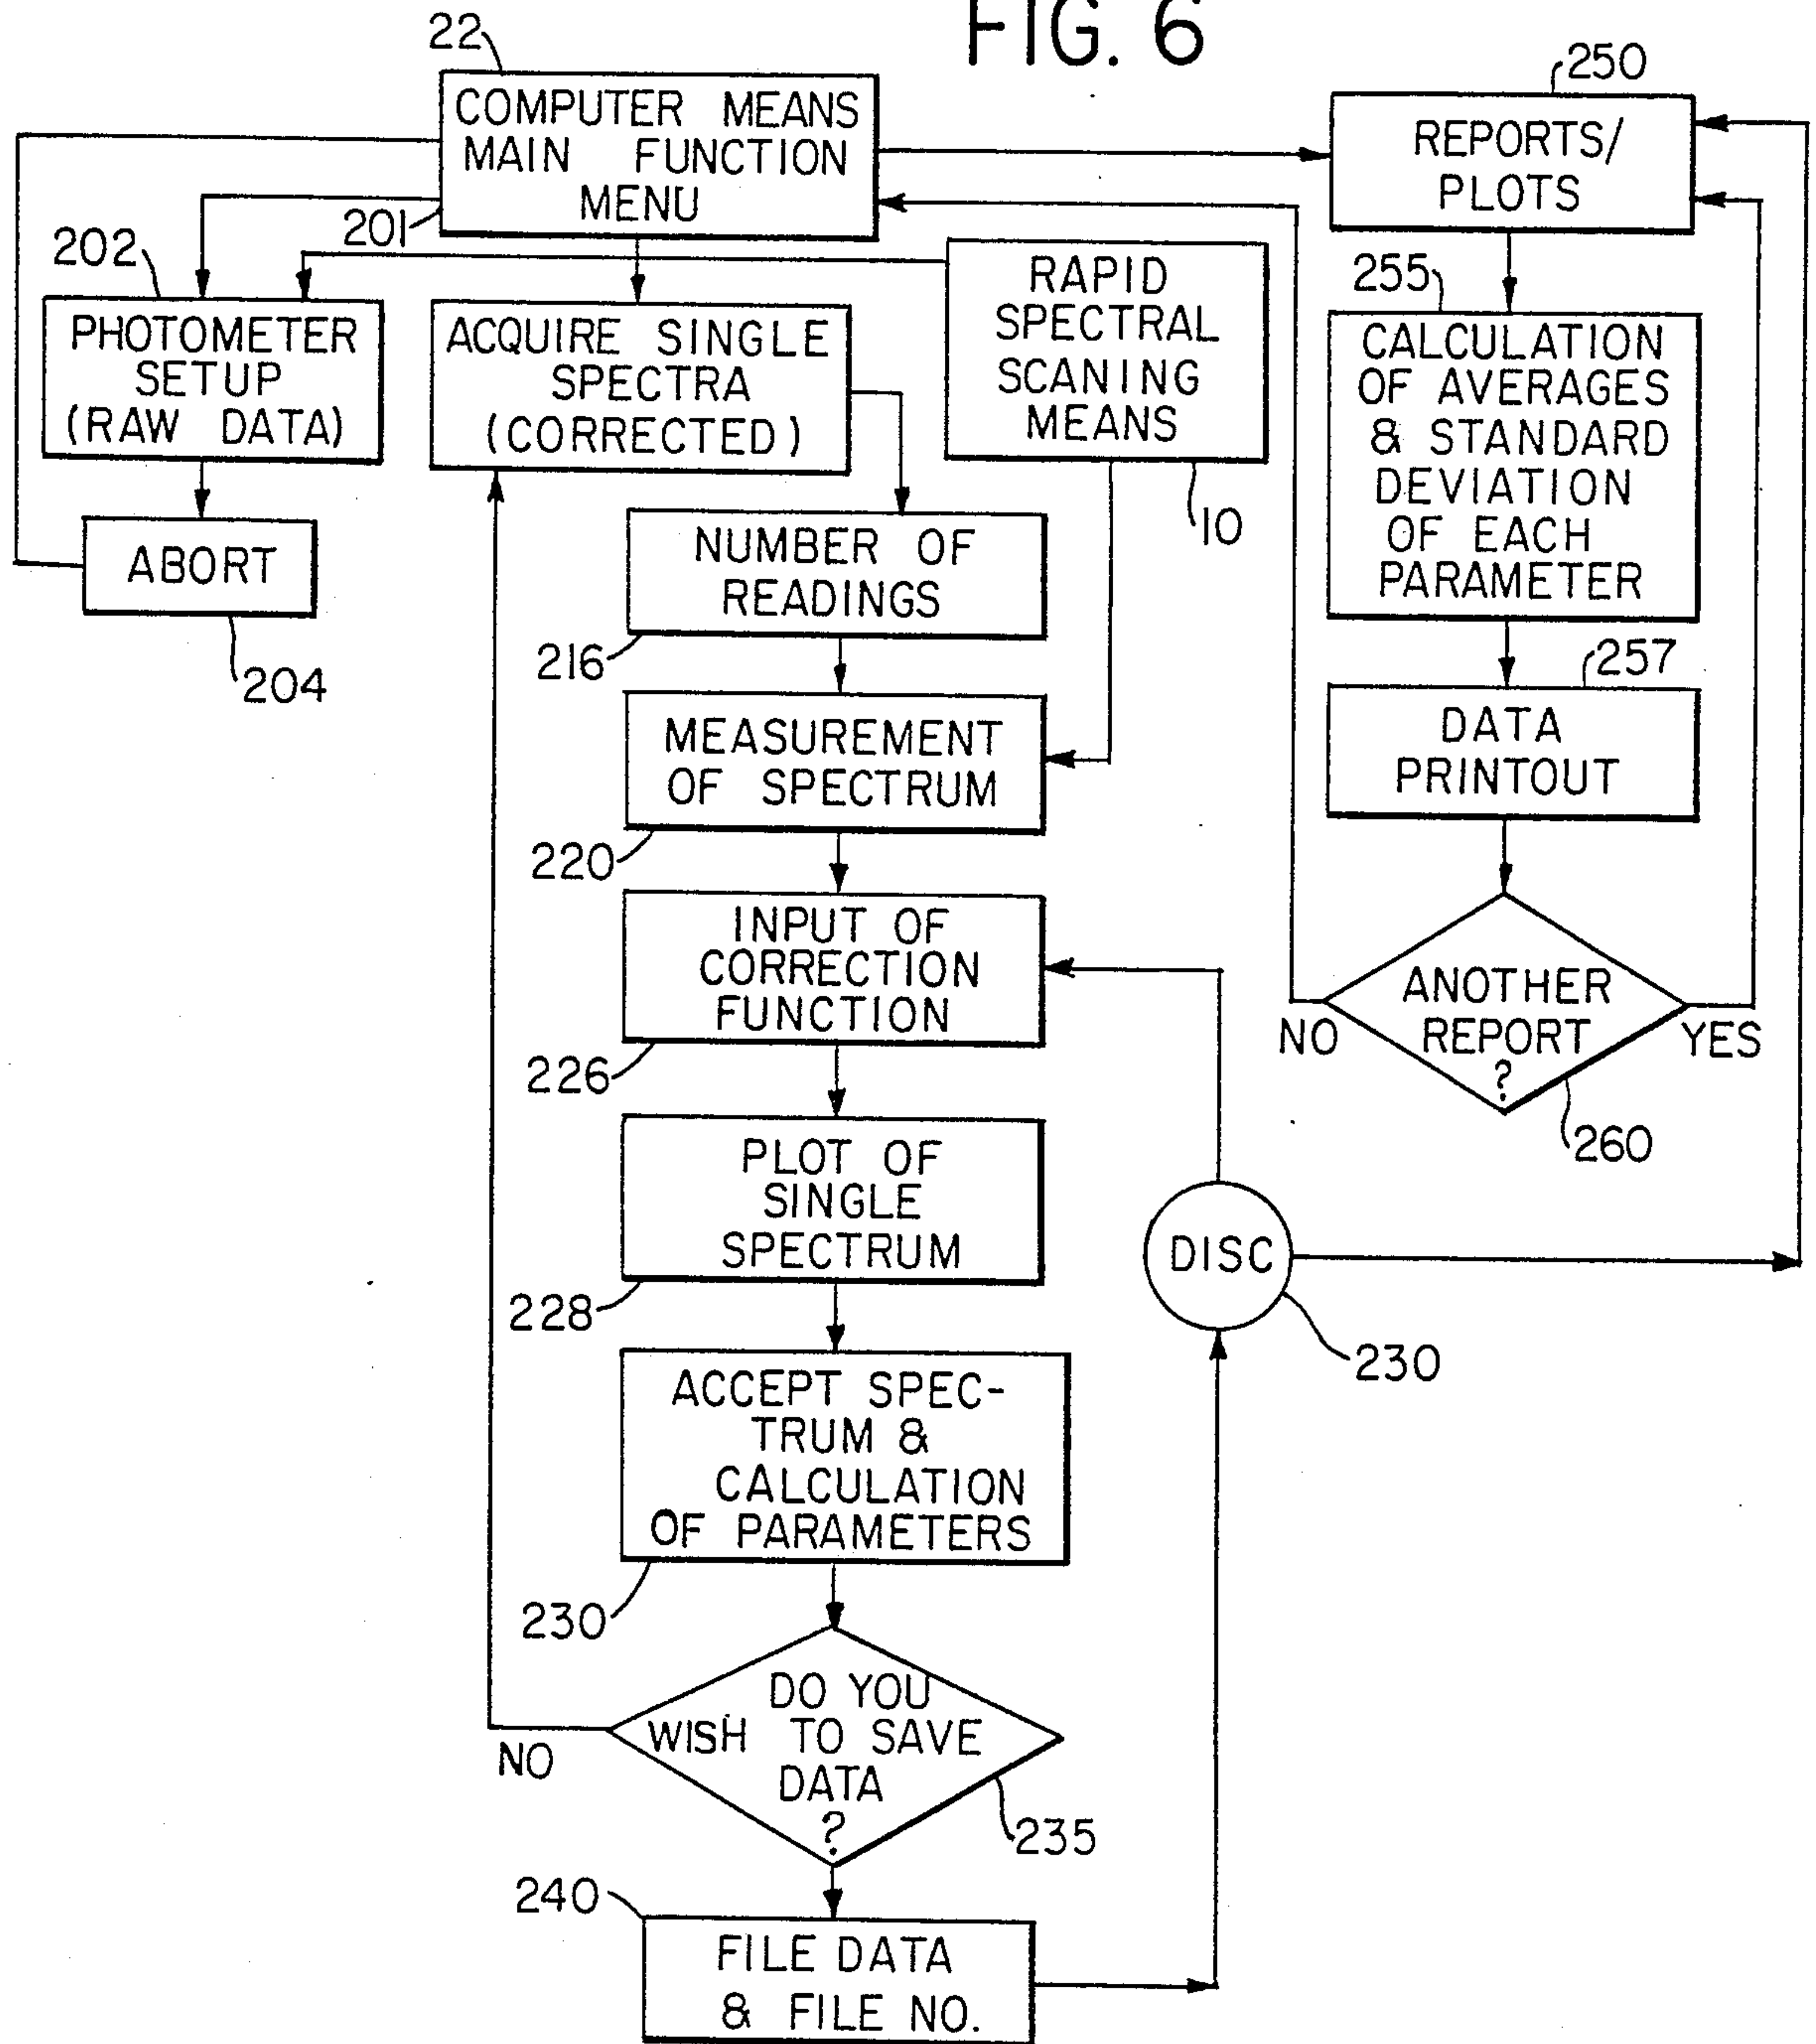 FIG. 6
22
COMPUTER MEANS
MAIN FUNCTION
MENU
201
250
REPORTS/
PLOTS
202
PHOTOMETER
SETUP
(RAW DATA)
ABORT
204
ACQUIRE SINGLE
SPECTRA
(CORRECTED)
RAPID
SPECTRAL
SCANING
MEANS
10
255
CALCULATION
OF AVERAGES
& STANDARD
DEVIATION
OF EACH
PARAMETER
NUMBER OF
READINGS
216
257
DATA
PRINTOUT
MEASUREMENT
OF SPECTRUM
220
INPUT OF
CORRECTION
FUNCTION
226
ANOTHER
REPORT
?
NO
YES
260
PLOT OF
SINGLE
SPECTRUM
228
DISC
230
ACCEPT SPEC-
TRUM &
CALCULATION
OF PARAMETERS
230
DO YOU
WISH TO SAVE
DATA
?
NO
235
240
FILE DATA
& FILE NO.